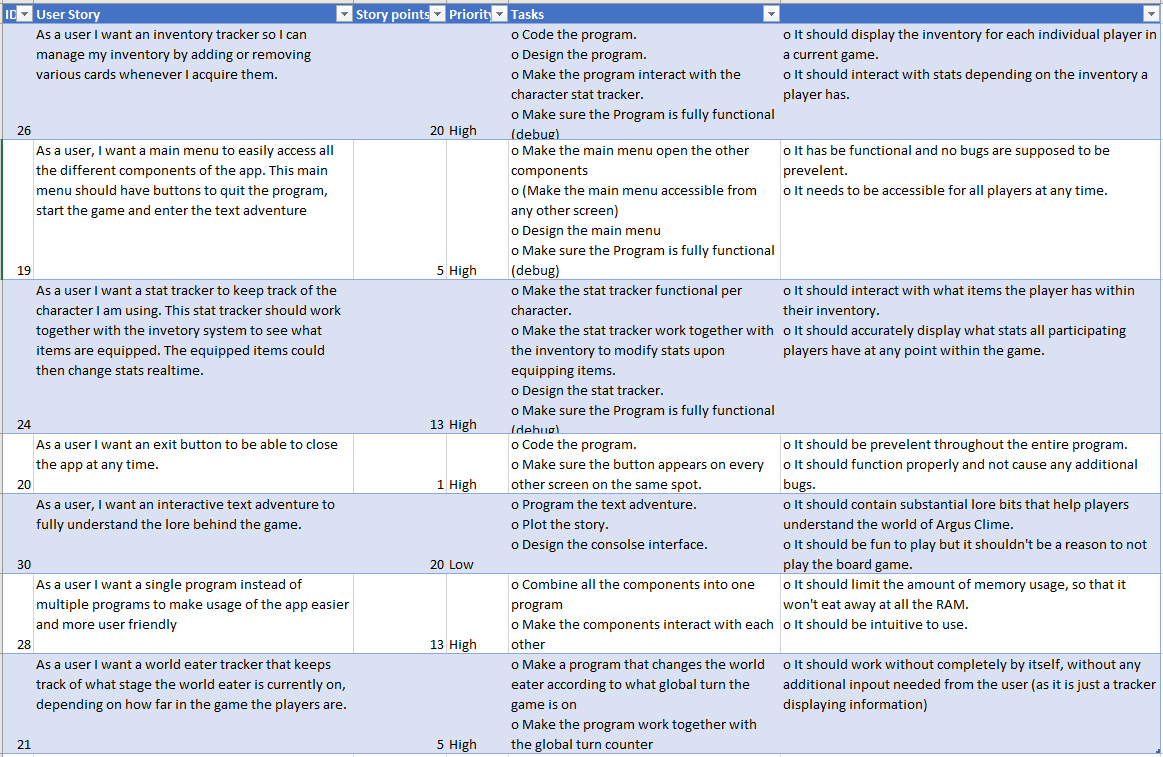 ID User Story Story points Priority Tasks
As a user I want an inventory tracker so I can
manage my inventory by adding or removing
various cards whenever I acquire them.
26
20 High
o Code the program.
o Design the program.
o Make the program interact with the
character stat tracker.
o Make sure the Program is fully functional
(debug)
o It should display the inventory for each individual player in
a current game.
o It should interact with stats depending on the inventory a
player has.
As a user, I want a main menu to easily access all
the different components of the app. This main
menu should have buttons to quit the program,
start the game and enter the text adventure
19
5 High
o Make the main menu open the other
components
o (Make the main menu accessible from
any other screen)
o Design the main menu
o Make sure the Program is fully functional
(debug)
o It has be functional and no bugs are supposed to be
prevelent.
o It needs to be accessible for all players at any time.
As a user I want a stat tracker to keep track of the
character I am using. This stat tracker should work
together with the invetory system to see what
items are equipped. The equipped items could
then change stats realtime.
24
13 High
o Make the stat tracker functional per
character.
o Make the stat tracker work together with
the inventory to modify stats upon
equipping items.
o Design the stat tracker.
o Make sure the Program is fully functional
(debug)
o It should interact with what items the player has within
their inventory.
o It should accurately display what stats all participating
players have at any point within the game.
As a user I want an exit button to be able to close
the app at any time.
20
1 High
o Code the program.
o Make sure the button appears on every
other screen on the same spot.
o It should be prevelent throughout the entire program.
o It should function properly and not cause any additional
bugs.
As a user, I want an interactive text adventure to
fully understand the lore behind the game.
30
20 Low
o Program the text adventure.
o Plot the story.
o Design the consolse interface.
o It should contain substantial lore bits that help players
understand the world of Argus Clime.
o It should be fun to play but it shouldn't be a reason to not
play the board game.
As a user I want a single program instead of
multiple programs to make usage of the app easier
and more user friendly
28
13 High
o Combine all the components into one
program
o Make the components interact with each
other
o It should limit the amount of memory usage, so that it
won't eat away at all the RAM.
o It should be intuitive to use.
As a user I want a world eater tracker that keeps
track of what stage the world eater is currently on,
depending on how far in the game the players are.
21
5 High
o Make a program that changes the world
eater according to what global turn the
game is on
o Make the program work together with
the global turn counter
o It should work without completely by itself, without any
additional inpout needed from the user (as it is just a tracker
displaying information)